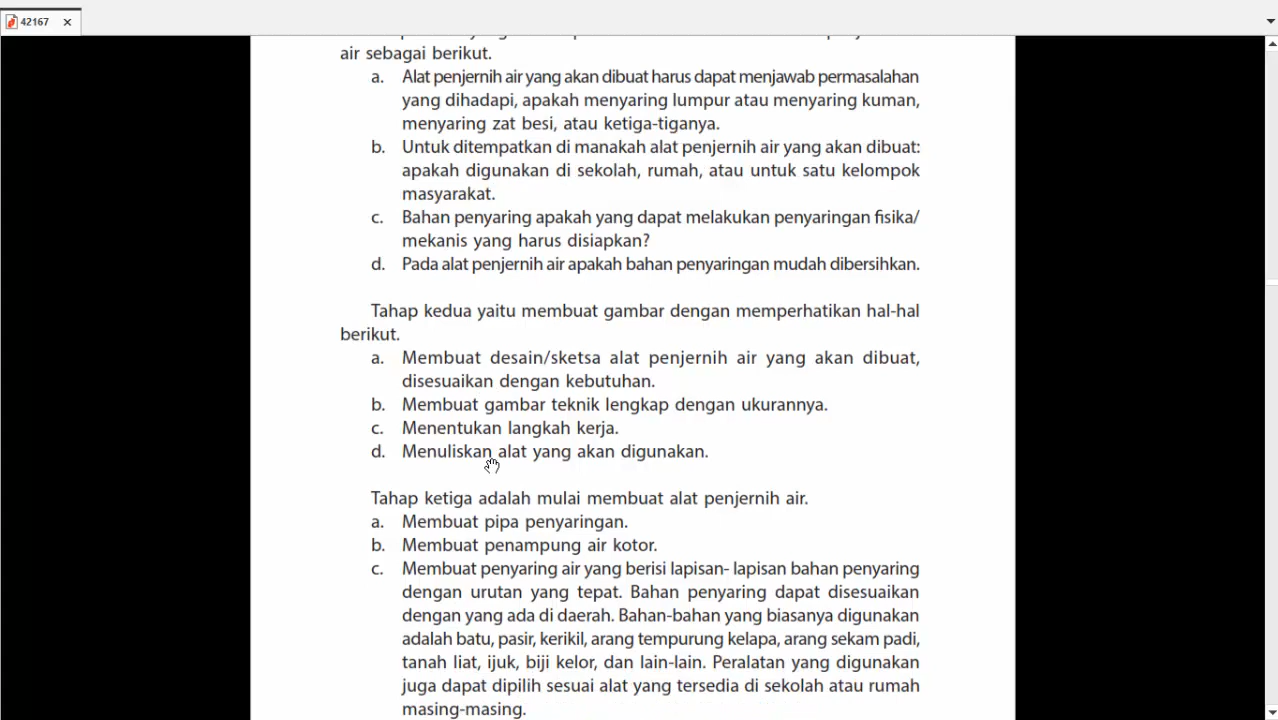 42167
air sebagai berikut.
a. Alat penjernih air yang akan dibuat harus dapat menjawab permasalahan
yang dihadapi, apakah menyaring lumpur atau menyaring kuman,
menyaring zat besi, atau ketiga-tiganya.
b. Untuk ditempatkan di manakah alat penjernih air yang akan dibuat:
apakah digunakan di sekolah, rumah, atau untuk satu kelompok
masyarakat.
c. Bahan penyaring apakah yang dapat melakukan penyaringan fisika/
mekanis yang harus disiapkan?
d. Pada alat penjernih air apakah bahan penyaringan mudah dibersihkan.
Tahap kedua yaitu membuat gambar dengan memperhatikan hal-hal
berikut.
a. Membuat desain/sketsa alat penjernih air yang akan dibuat,
disesuaikan dengan kebutuhan.
b. Membuat gambar teknik lengkap dengan ukurannya.
c. Menentukan langkah kerja.
d. Menuliskan alat yang akan digunakan.
Tahap ketiga adalah mulai membuat alat penjernih air.
a. Membuat pipa penyaringan.
b. Membuat penampung air kotor.
c. Membuat penyaring air yang berisi lapisan- lapisan bahan penyaring
dengan urutan yang tepat. Bahan penyaring dapat disesuaikan
dengan yang ada di daerah. Bahan-bahan yang biasanya digunakan
adalah batu, pasir, kerikil, arang tempurung kelapa, arang sekam padi,
tanah liat, ijuk, biji kelor, dan lain-lain. Peralatan yang digunakan
juga dapat dipilih sesuai alat yang tersedia di sekolah atau rumah
masing-masing.